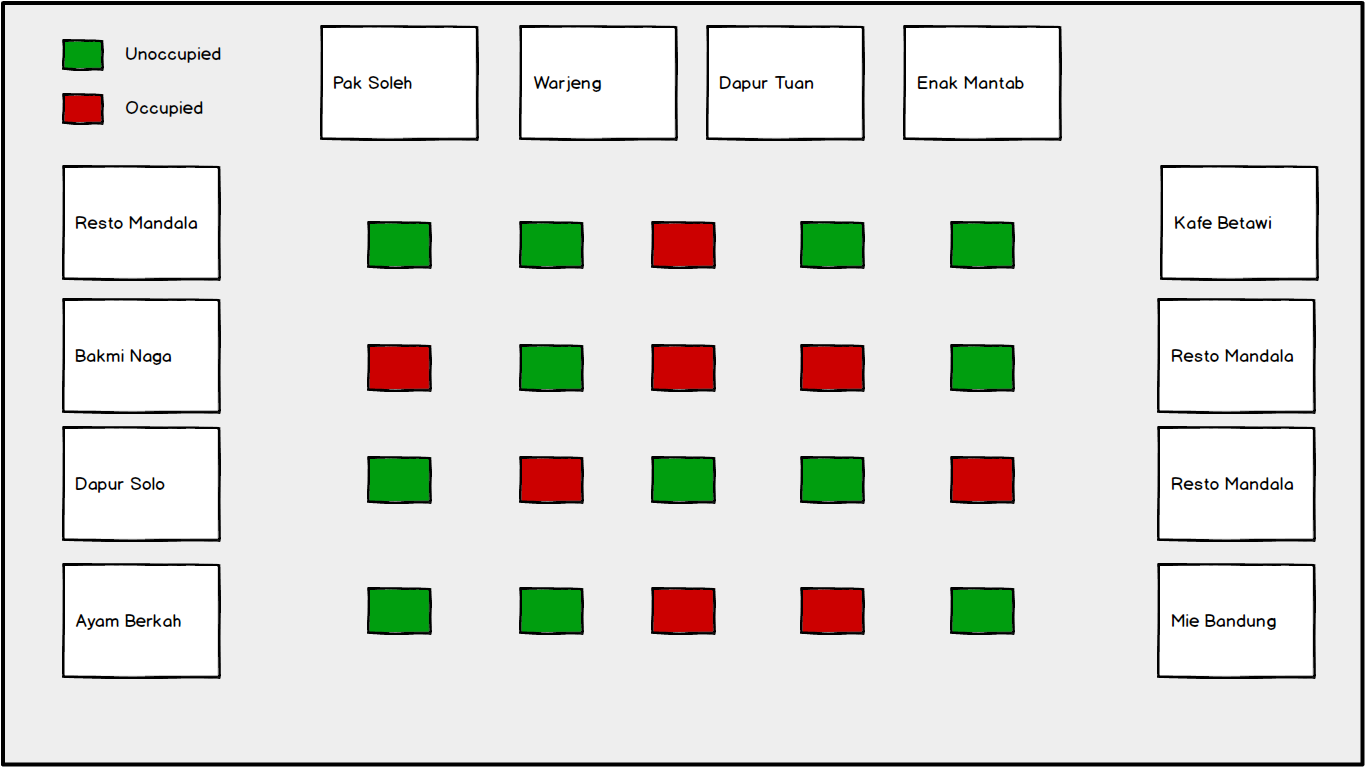 Unoccupied
Occupied
Pak Soleh
Warjeng
Dapur Tuan
Enak Mantab
Resto Mandala
Kafe Betawi
Bakmi Naga
Resto Mandala
Dapur Solo
Resto Mandala
Ayam Berkah
Mie Bandung